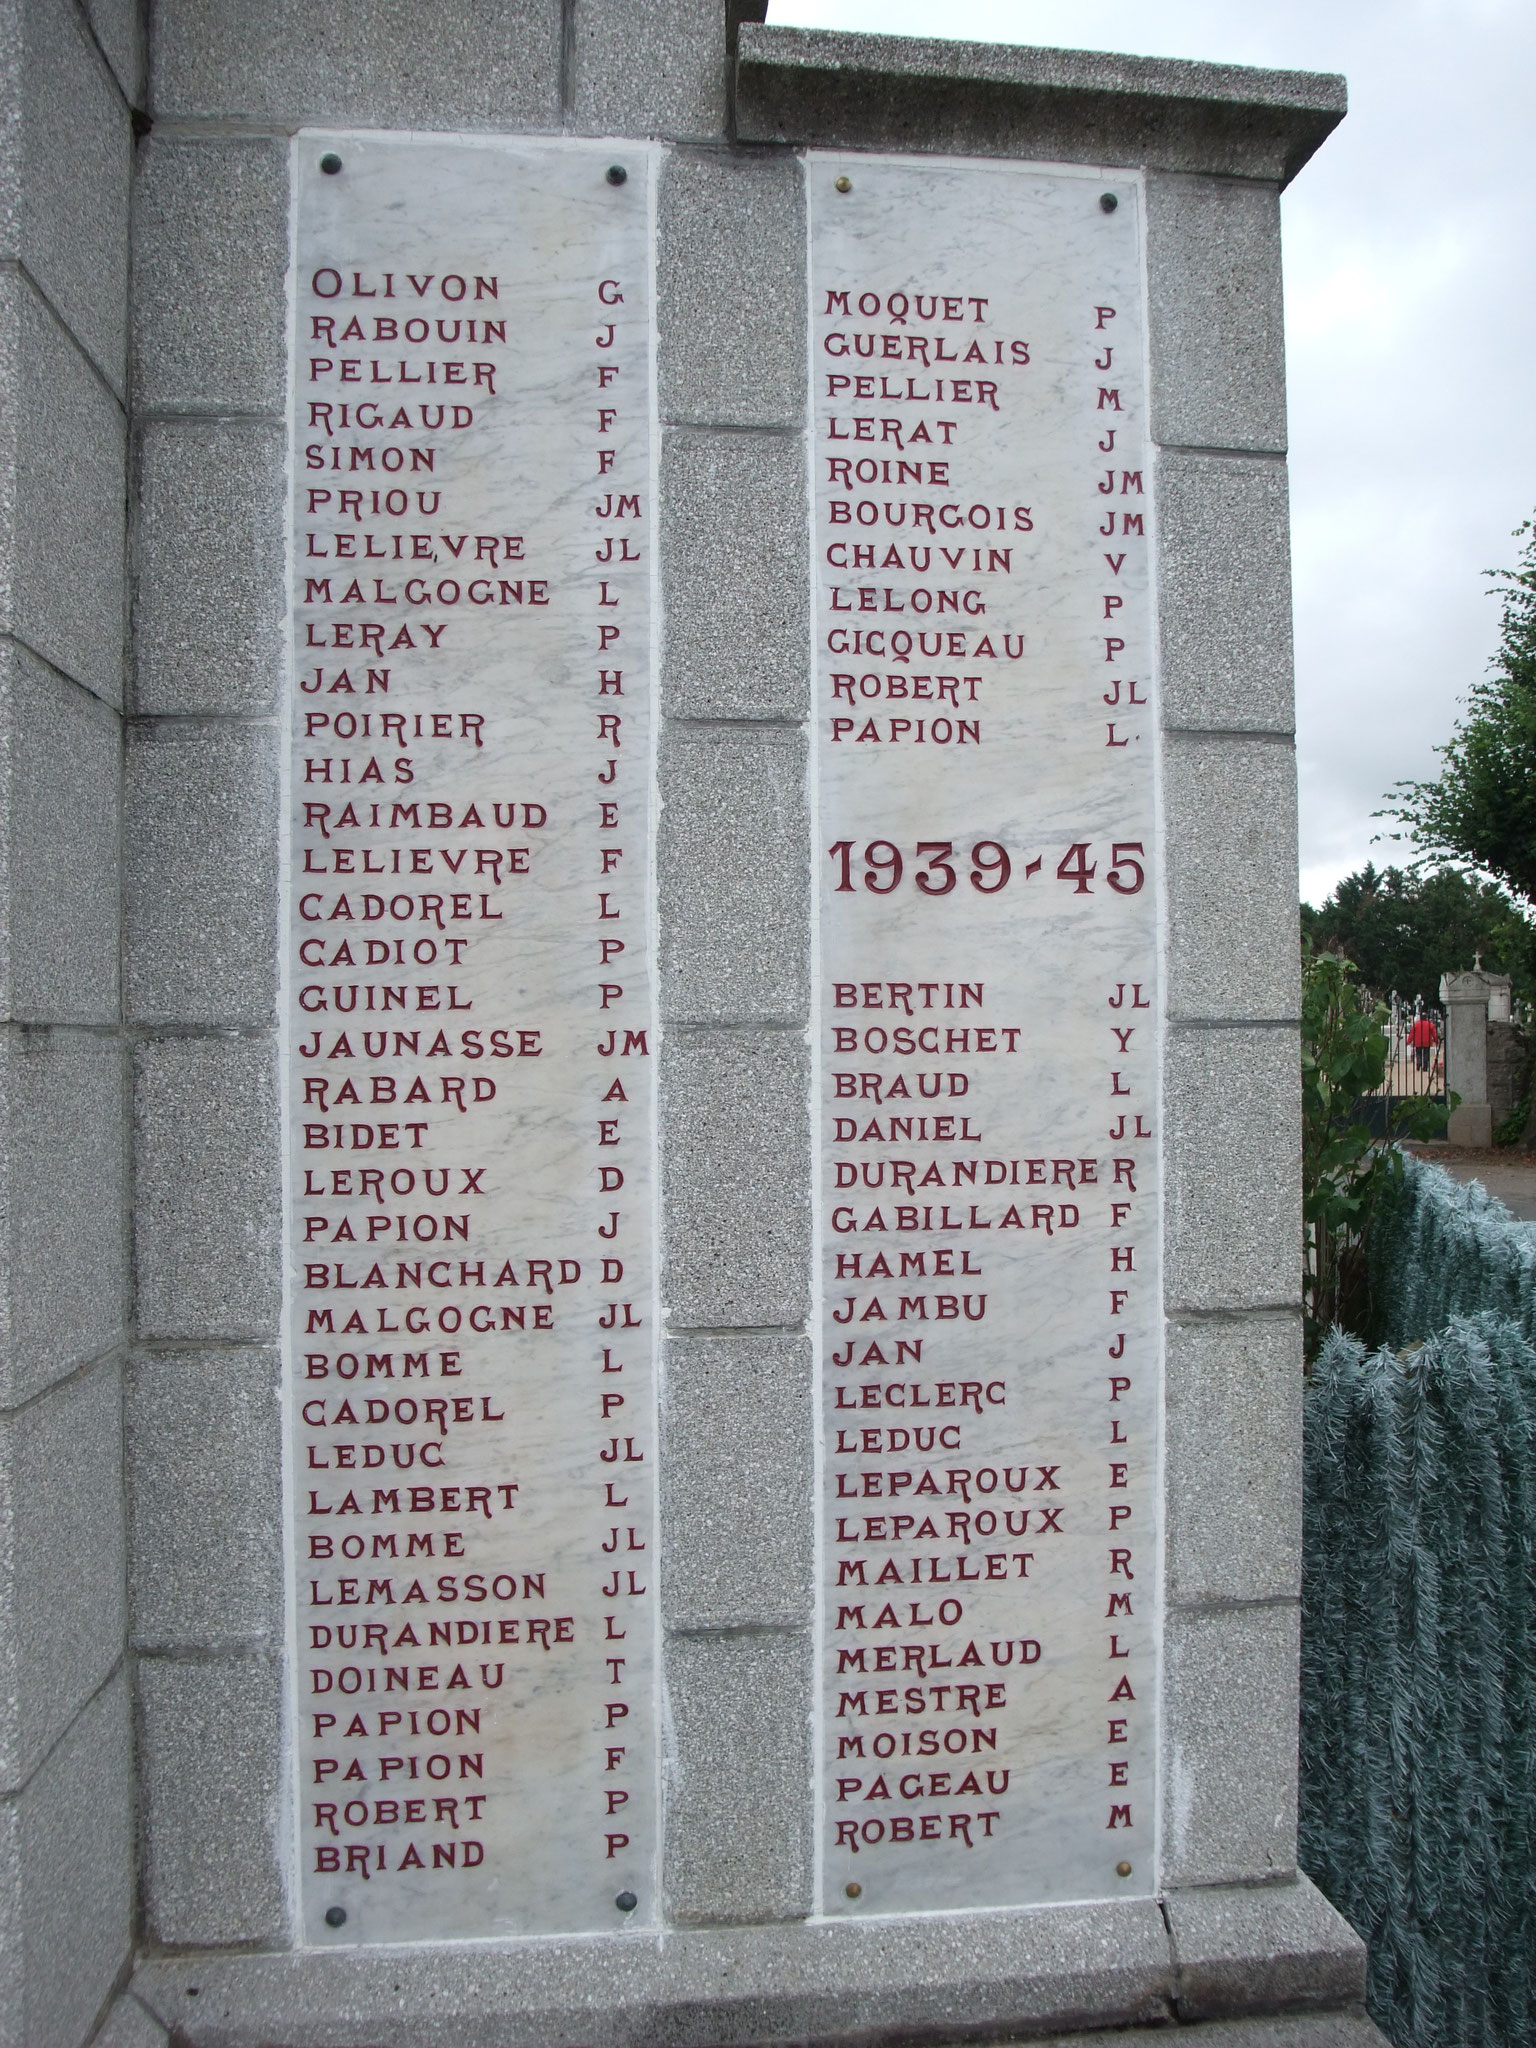 OLIVON G
RABOUIN J
PELLIER F
RIGAUD F
SIMON F
PRIOU JM
LELIEVRE JL
MALGOGNE L
LERAY P
JAN H
POIRIER R
HIAS J
RAIMBAUD E
LELIEVRE F
CADOREL L
CADIOT P
GUINEL P
JAUNASSE JM
RABARD A
BIDET E
LEROUX D
PAPION J
BLANCHARD D
MALGOGNE JL
BOMME L
CADOREL P
LEDUC JL
LAMBERT L
BOMME JL
LEMASSON JL
DURANDIERE L
DOINEAU T
PAPION P
PAPION F
ROBERT P
BRIAND P
MOQUET P
GUERLAIS J
PELLIER M
LERAT J
ROINE JM
BOURGOIS JM
CHAUVIN V
LELONG P
GICQUEAU P
ROBERT JL
PAPION L
1939-45
BERTIN JL
BOSCHET Y
BRAUD L
DANIEL JL
DURANDIERE R
GABILLARD F
HAMEL H
JAMBU F
JAN J
LECLERC P
LEDUC L
LEPAROUX E
LEPAROUX P
MAILLET R
MALO M
MERLAUD L
MESTRE A
MOISON E
PAGEAU E
ROBERT M